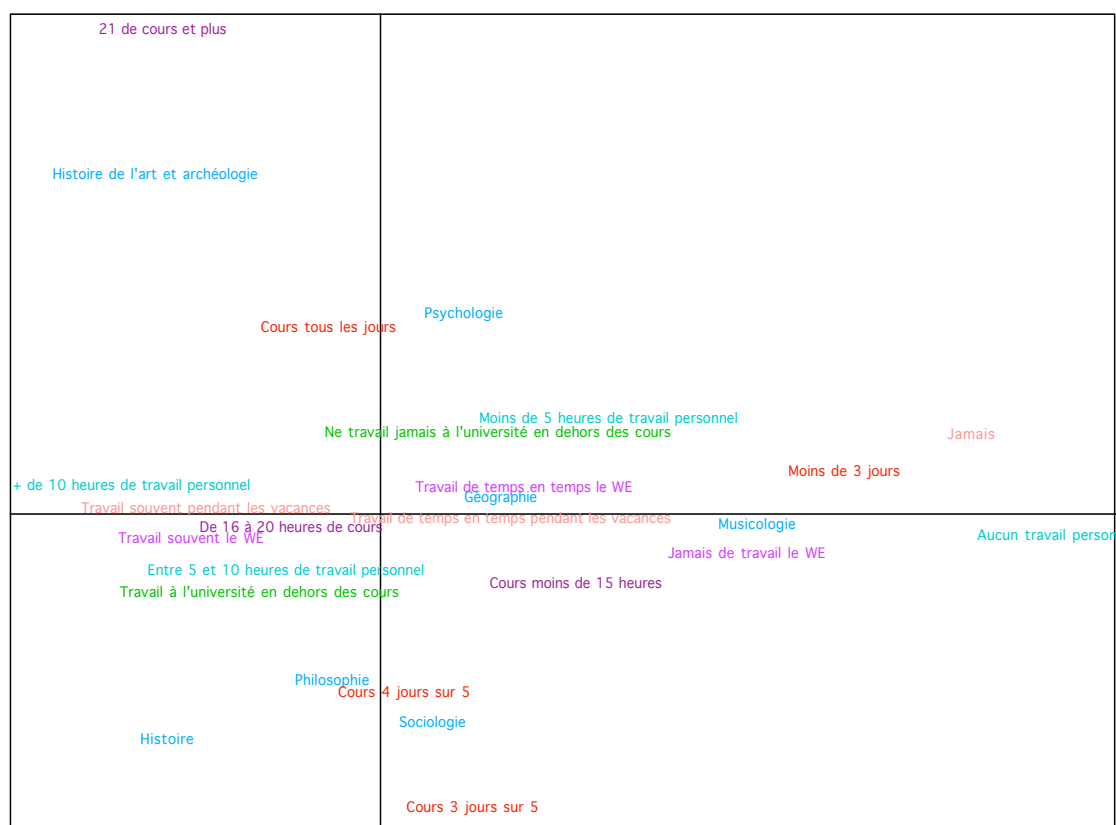 21 de cours et plus
Histoire de l'art et archéologie
Psychologie
Cours tous les jours
Moins de 5 heures de travail personnel
Ne travail jamais à l'université en dehors des cours
Jamais
Moins de 3 jours
+ de 10 heures de travail personnel
Travail de temps en temps le WE
Géographie
Travail souvent pendant les vacances
Travail de temps en temps pendant les vacances
De 16 à 20 heures de cours
Musicologie
Travail souvent le WE
Aucun travail person
Jamais de travail le WE
Entre 5 et 10 heures de travail personnel
Cours moins de 15 heures
Travail à l'université en dehors des cours
Philosophie
Cours 4 jours sur 5
Sociologie
Histoire
Cours 3 jours sur 5